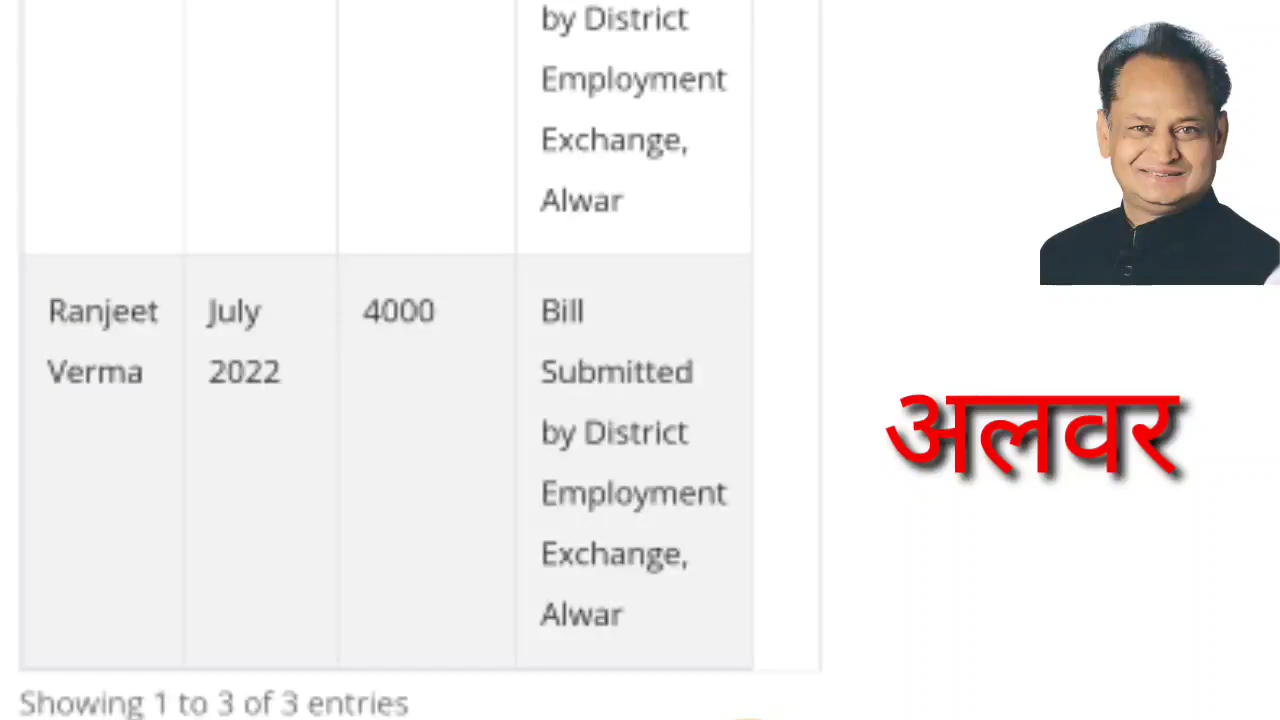 by District
Employment
Exchange,
Alwar
Ranjeet July 4000 Bill
Verma 2022 Submitted
by District
Employment
Exchange,
Alwar
अलवर
Showing 1 to 3 of 3 entries